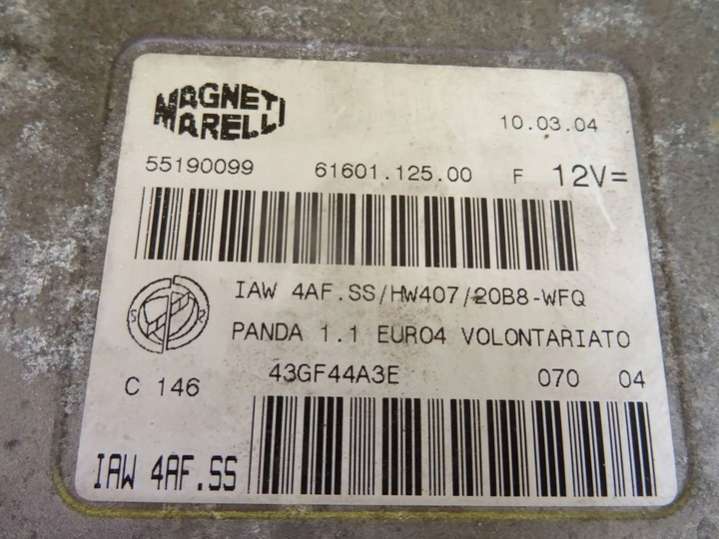 MAGNETI
MARELLI
10.03.04
55190099 61601.125.00 F 12V=
IAW 4AF.SS/HW407/20B8-WFQ
PANDA 1.1 EURO4 VOLONTARIATO
C 146 43GF44A3E 070 04
IAW 4AF.SS